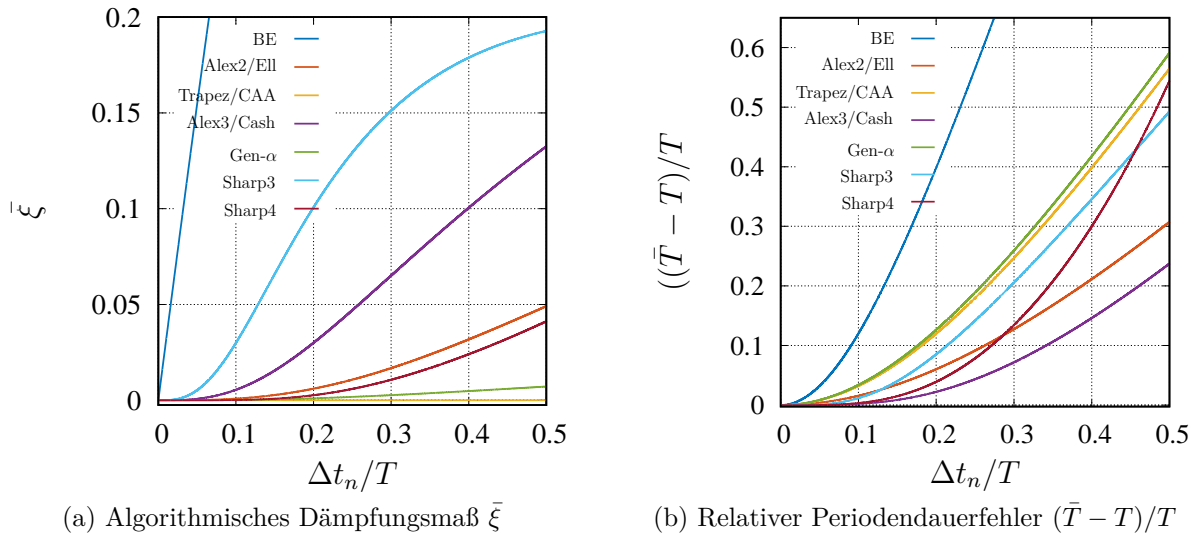 0.2
0.15
0.1
0.05
0
ξ̄
BE
Alex2/Ell
Trapez/CAA
Alex3/Cash
Gen-α
Sharp3
Sharp4
0 0.1 0.2 0.3 0.4 0.5
Δtₙ/T
(a) Algorithmisches Dämpfungsmaß ξ̄
0.6
0.5
0.4
0.3
0.2
0.1
0
((T̄ − T)/T
BE
Alex2/Ell
Trapez/CAA
Alex3/Cash
Gen-α
Sharp3
Sharp4
0 0.1 0.2 0.3 0.4 0.5
Δtₙ/T
(b) Relativer Periodendauerfehler (T̄ − T)/T